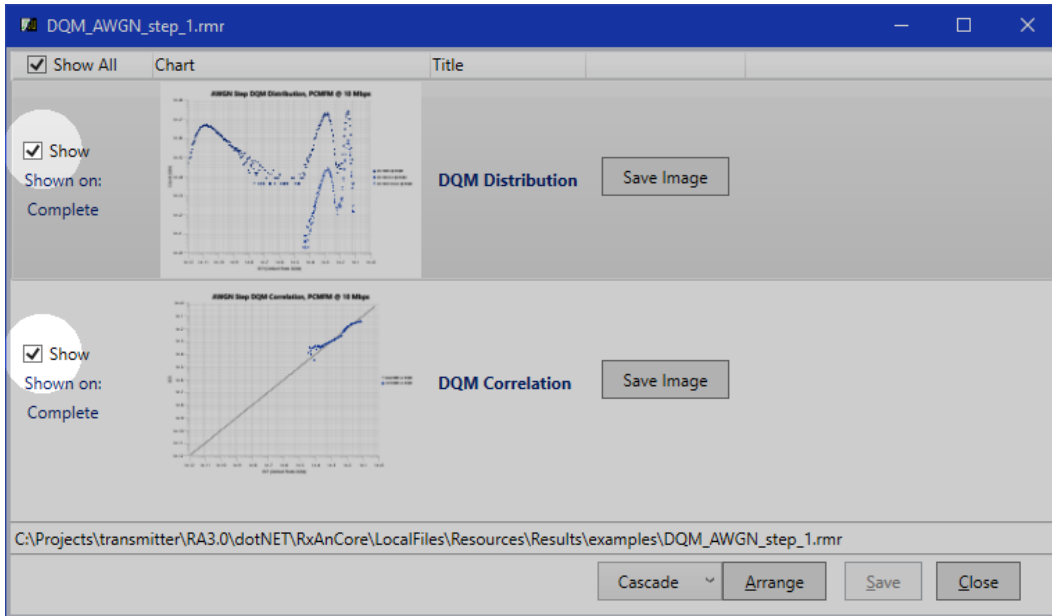 DQM_AWGN_step_1.rmr
Show All Chart Title
AWGN Step DQM Distribution, PCMFM @ 10 Mbps
Show
Shown on:
Complete
DQM Distribution
Save Image
AWGN Step DQM Correlation, PCMFM @ 10 Mbps
Show
Shown on:
Complete
DQM Correlation
Save Image
C:\Projects\transmitter\RA3.0\dotNET\RxAnCore\LocalFiles\Resources\Results\examples\DQM_AWGN_step_1.rmr
Cascade Arrange Save Close